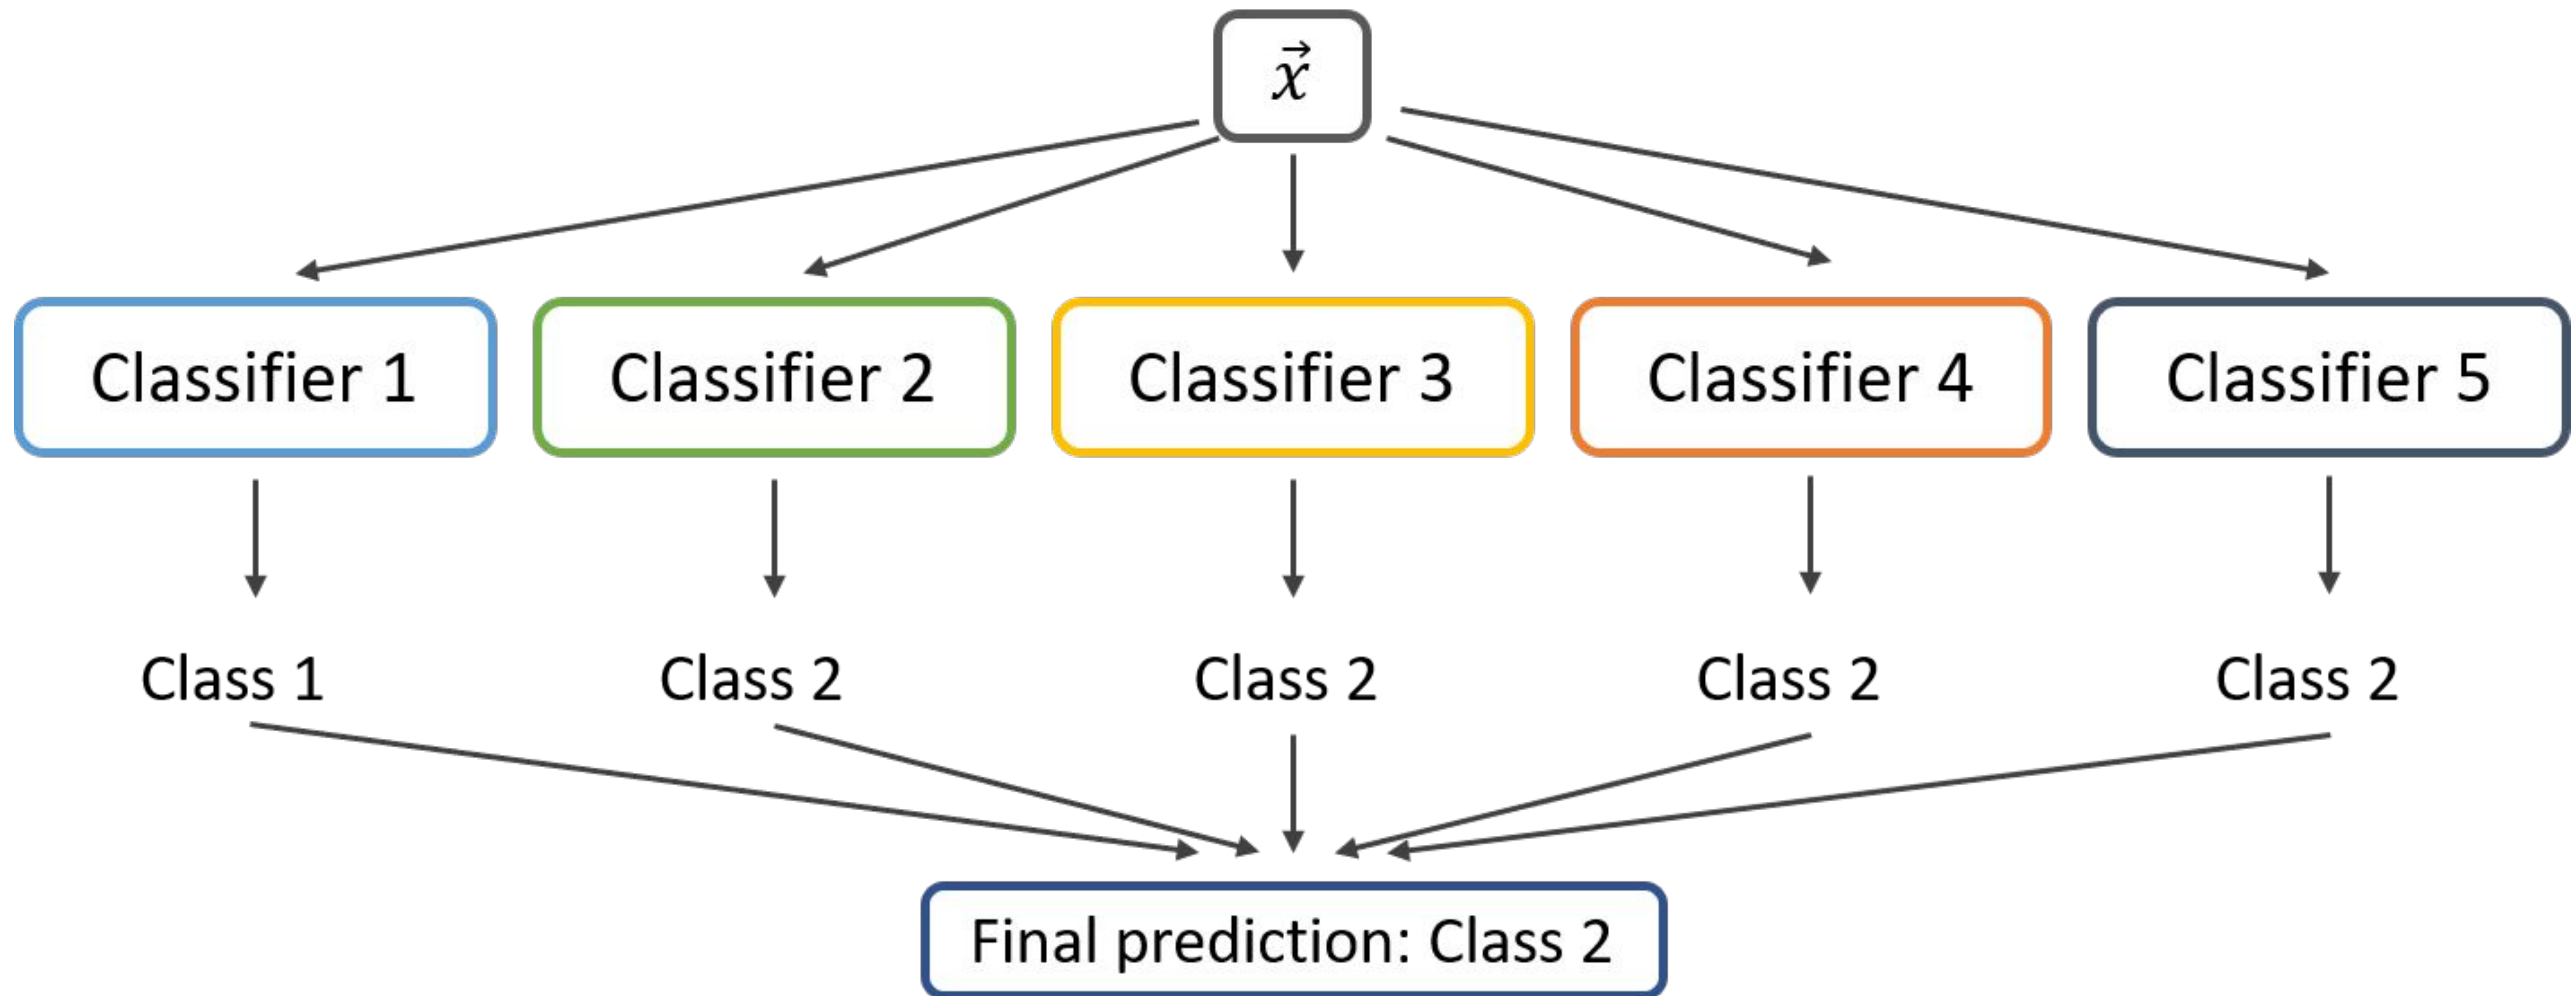 x⃗
Classifier 1
Classifier 2
Classifier 3
Classifier 4
Classifier 5
Class 1
Class 2
Class 2
Class 2
Class 2
Final prediction: Class 2